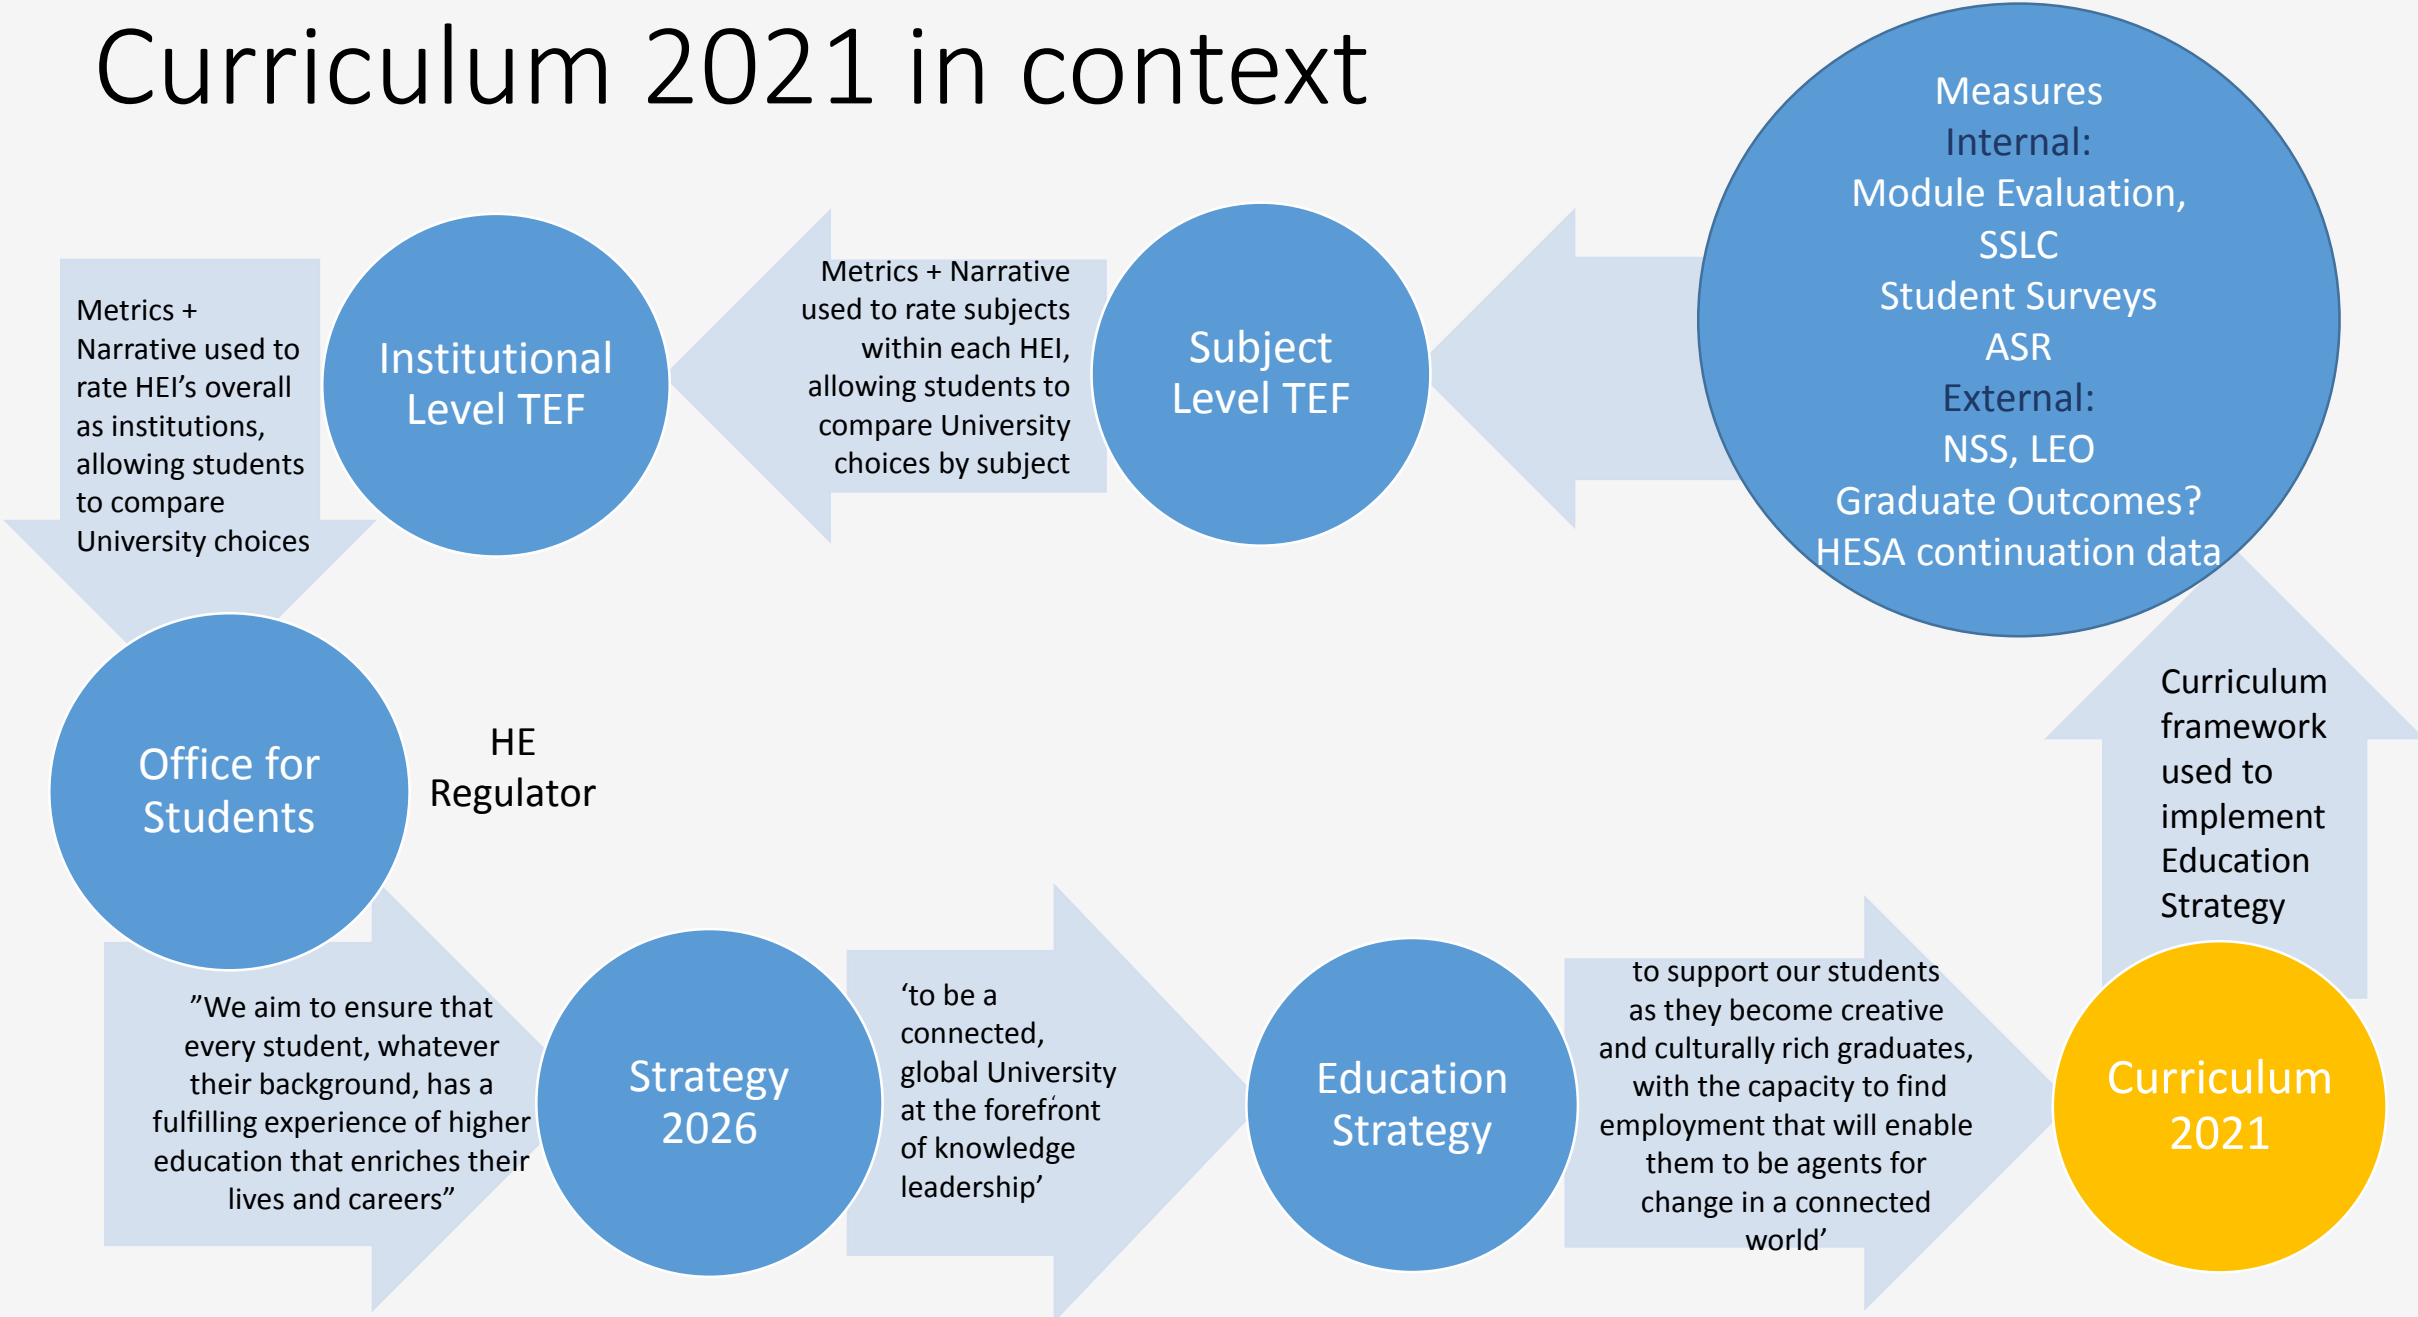 Curriculum 2021 in context
Measures
Internal:
Module Evaluation,
SSLC
Student Surveys
ASR
External:
NSS, LEO
Graduate Outcomes?
HESA continuation data
Subject
Level TEF
Metrics + Narrative
used to rate subjects
within each HEI,
allowing students to
compare University
choices by subject
Institutional
Level TEF
Metrics +
Narrative used to
rate HEI’s overall
as institutions,
allowing students
to compare
University choices
Office for
Students
HE
Regulator
”We aim to ensure that
every student, whatever
their background, has a
fulfilling experience of higher
education that enriches their
lives and careers”
Strategy
2026
‘to be a
connected,
global University
at the forefront
of knowledge
leadership’
‘
Education
Strategy
to support our students
as they become creative
and culturally rich graduates,
with the capacity to find
employment that will enable
them to be agents for
change in a connected
world’
Curriculum
2021
Curriculum
framework
used to
implement
Education
Strategy